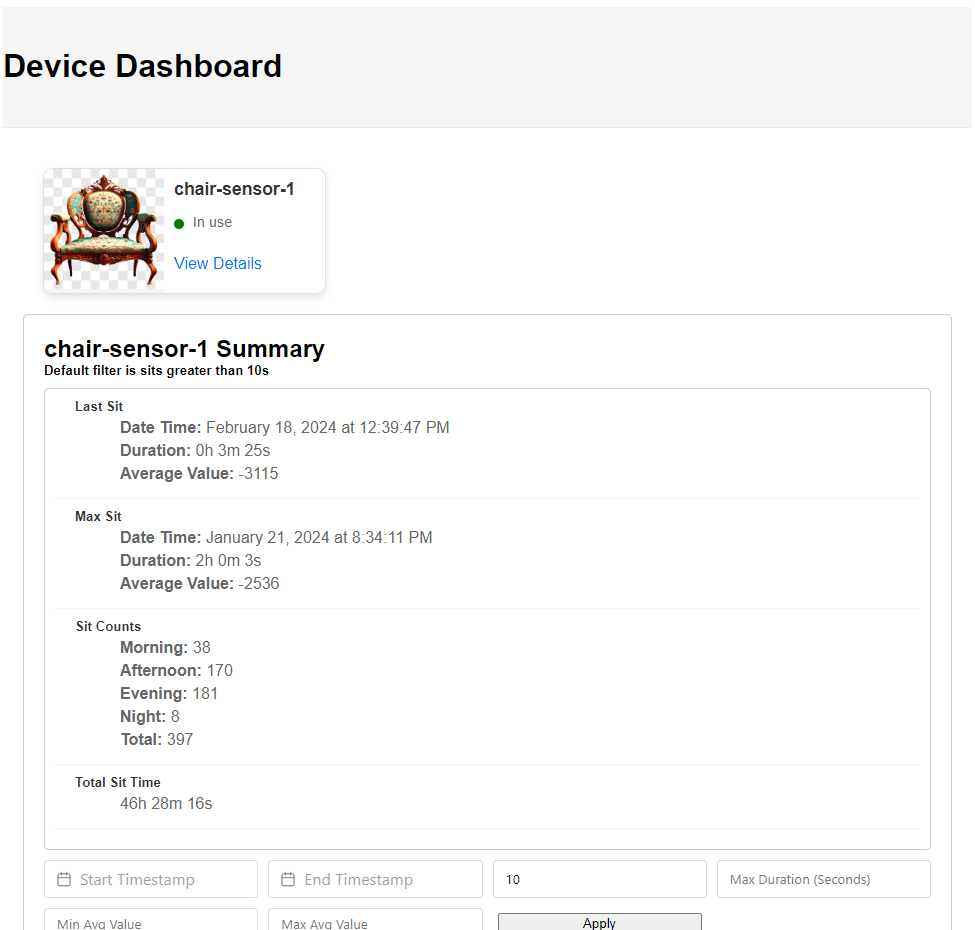 Device Dashboard
chair-sensor-1
In use
View Details
chair-sensor-1 Summary
Default filter is sits greater than 10s
Last Sit
Date Time: February 18, 2024 at 12:39:47 PM
Duration: 0h 3m 25s
Average Value: -3115
Max Sit
Date Time: January 21, 2024 at 8:34:11 PM
Duration: 2h 0m 3s
Average Value: -2536
Sit Counts
Morning: 38
Afternoon: 170
Evening: 181
Night: 8
Total: 397
Total Sit Time
46h 28m 16s
Start Timestamp
End Timestamp
10
Max Duration (Seconds)
Min Avg Value
Max Avg Value
Apply